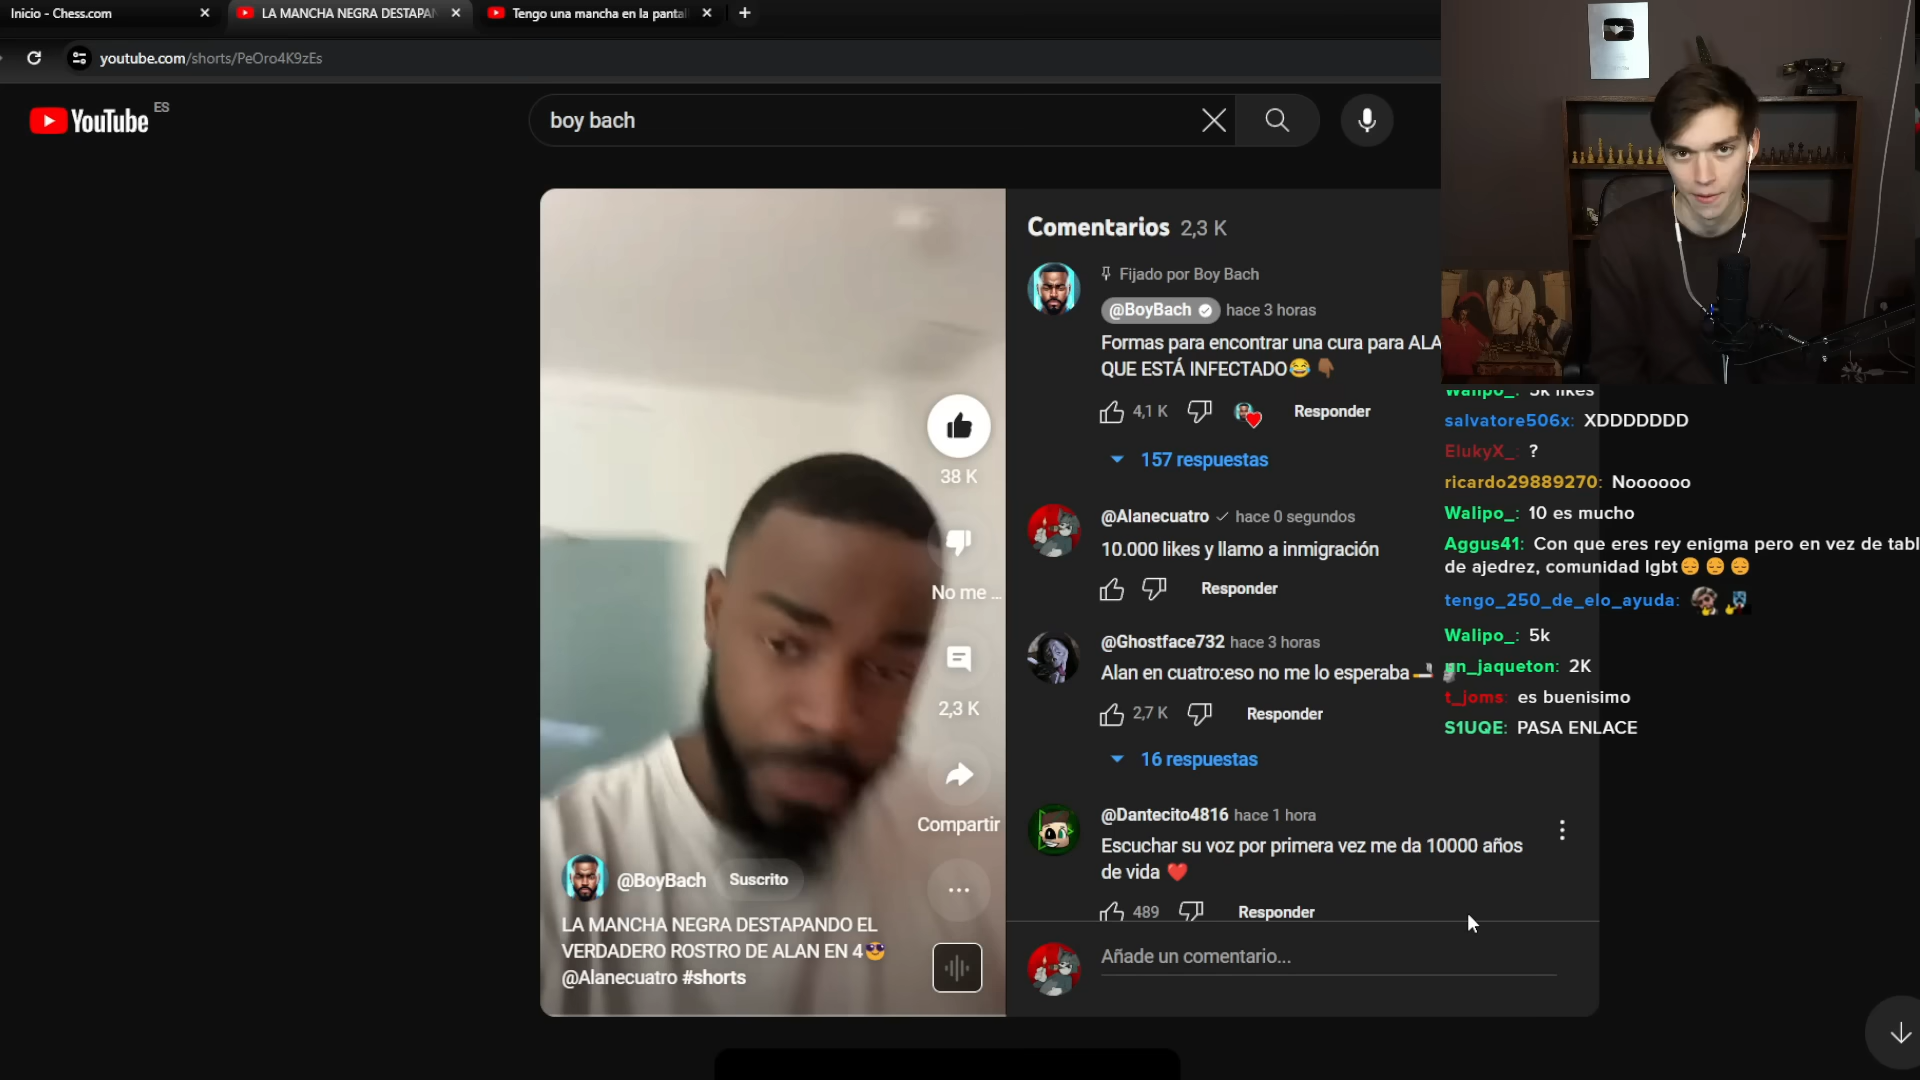 Inicio - Chess.com
LA MANCHA NEGRA DESTAPAN
Tengo una mancha en la pantal
youtube.com/shorts/PeOro4K9zEs
YouTube
ES
boy bach
Comentarios 2,3 K
Fijado por Boy Bach
@BoyBach hace 3 horas
Formas para encontrar una cura para ALA
QUE ESTÁ INFECTADO😂👇🏾
4,1 K
Responder
157 respuestas
@Alanecuatro hace 0 segundos
10.000 likes y llamo a inmigración
Responder
@Ghostface732 hace 3 horas
Alan en cuatro:eso no me lo esperaba🚬
2,7 K
Responder
16 respuestas
@Dantecito4816 hace 1 hora
Escuchar su voz por primera vez me da 10000 años
de vida ❤️
489
Responder
Añade un comentario...
38 K
No me ...
2,3 K
Compartir
@BoyBach
Suscrito
LA MANCHA NEGRA DESTAPANDO EL
VERDADERO ROSTRO DE ALAN EN 4😎
@Alanecuatro #shorts
Walipo_: 5k likes
salvatore506x: XDDDDDDD
ElukyX_: ?
ricardo29889270: Noooooo
Walipo_: 10 es mucho
Aggus41: Con que eres rey enigma pero en vez de tabl
de ajedrez, comunidad lgbt😔😔😔
tengo_250_de_elo_ayuda:
Walipo_: 5k
un_jaqueton: 2K
t_joms: es buenisimo
S1UQE: PASA ENLACE